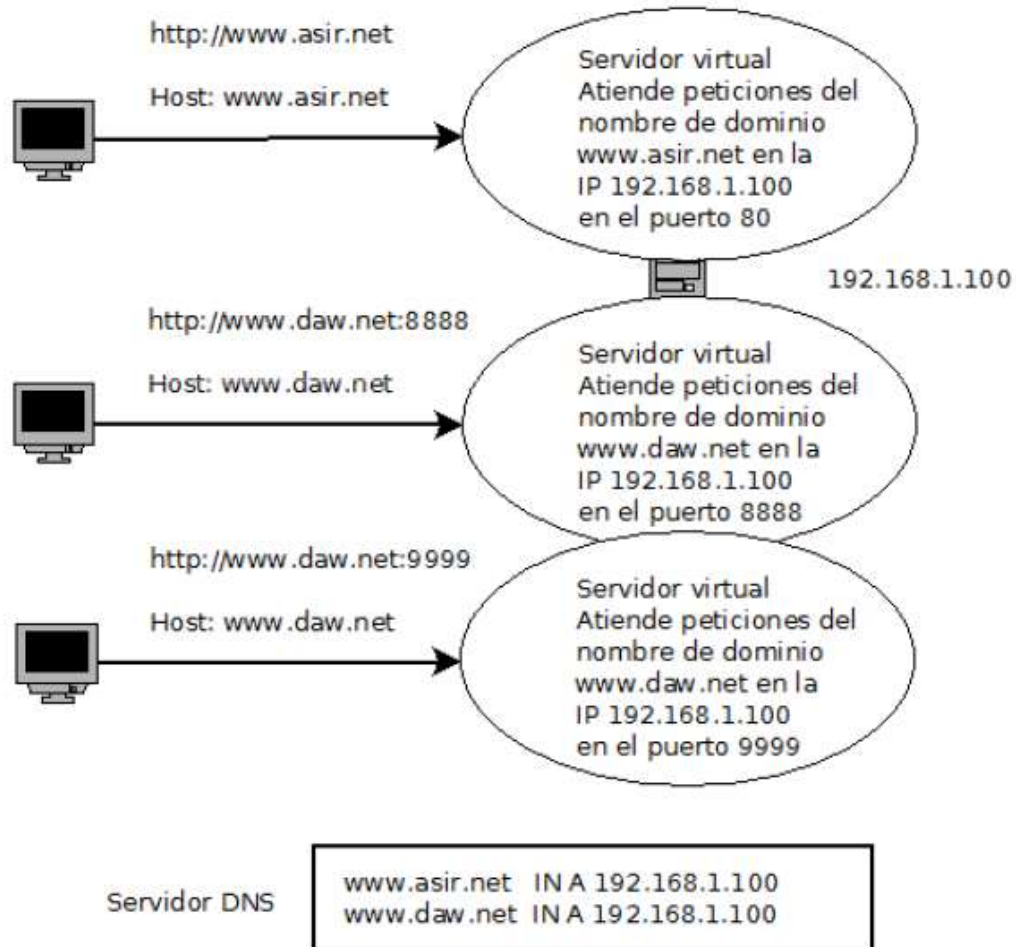 http://www.asir.net
Host: www.asir.net
Servidor virtual
Atiende peticiones del
nombre de dominio
www.asir.net en la
IP 192.168.1.100
en el puerto 80
192.168.1.100
http://www.daw.net:8888
Host: www.daw.net
Servidor virtual
Atiende peticiones del
nombre de dominio
www.daw.net en la
IP 192.168.1.100
en el puerto 8888
http://www.daw.net:9999
Host: www.daw.net
Servidor virtual
Atiende peticiones del
nombre de dominio
www.daw.net en la
IP 192.168.1.100
en el puerto 9999
Servidor DNS
www.asir.net IN A 192.168.1.100
www.daw.net IN A 192.168.1.100